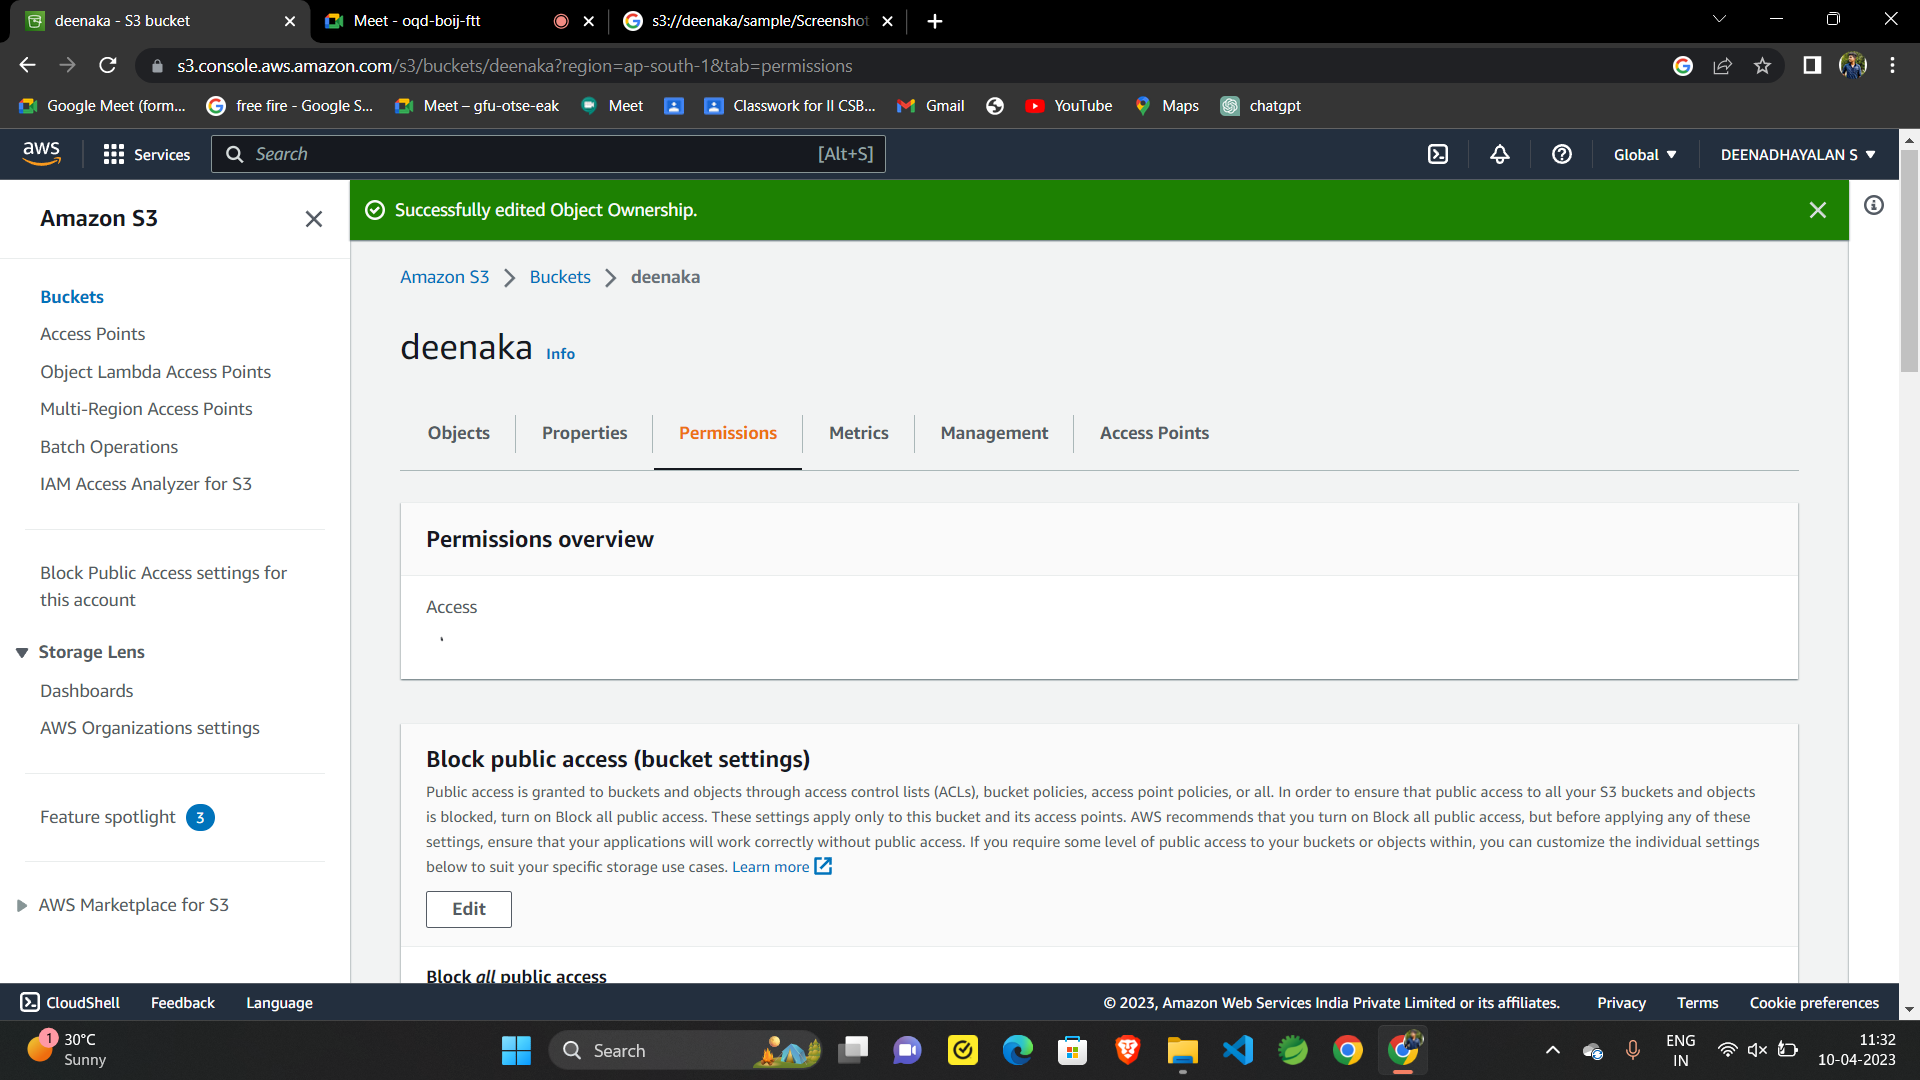 deenaka - S3 bucket
Meet - oqd-boij-ftt
s3://deenaka/sample/Screenshot
s3.console.aws.amazon.com/s3/buckets/deenaka?region=ap-south-1&tab=permissions
Google Meet (form...
free fire - Google S...
Meet – gfu-otse-eak
Meet
Classwork for II CSB...
Gmail
YouTube
Maps
chatgpt
aws
Services
Search
[Alt+S]
Global
DEENADHAYALAN S
Amazon S3
Successfully edited Object Ownership.
Buckets
Access Points
Object Lambda Access Points
Multi-Region Access Points
Batch Operations
IAM Access Analyzer for S3
Block Public Access settings for
this account
Storage Lens
Dashboards
AWS Organizations settings
Feature spotlight 3
AWS Marketplace for S3
Amazon S3 > Buckets > deenaka
deenaka Info
Objects
Properties
Permissions
Metrics
Management
Access Points
Permissions overview
Access
Block public access (bucket settings)
Public access is granted to buckets and objects through access control lists (ACLs), bucket policies, access point policies, or all. In order to ensure that public access to all your S3 buckets and objects
is blocked, turn on Block all public access. These settings apply only to this bucket and its access points. AWS recommends that you turn on Block all public access, but before applying any of these
settings, ensure that your applications will work correctly without public access. If you require some level of public access to your buckets or objects within, you can customize the individual settings
below to suit your specific storage use cases. Learn more
Edit
Block all public access
CloudShell
Feedback
Language
© 2023, Amazon Web Services India Private Limited or its affiliates.
Privacy
Terms
Cookie preferences
1
30°C
Sunny
Search
ENG
IN
11:32
10-04-2023